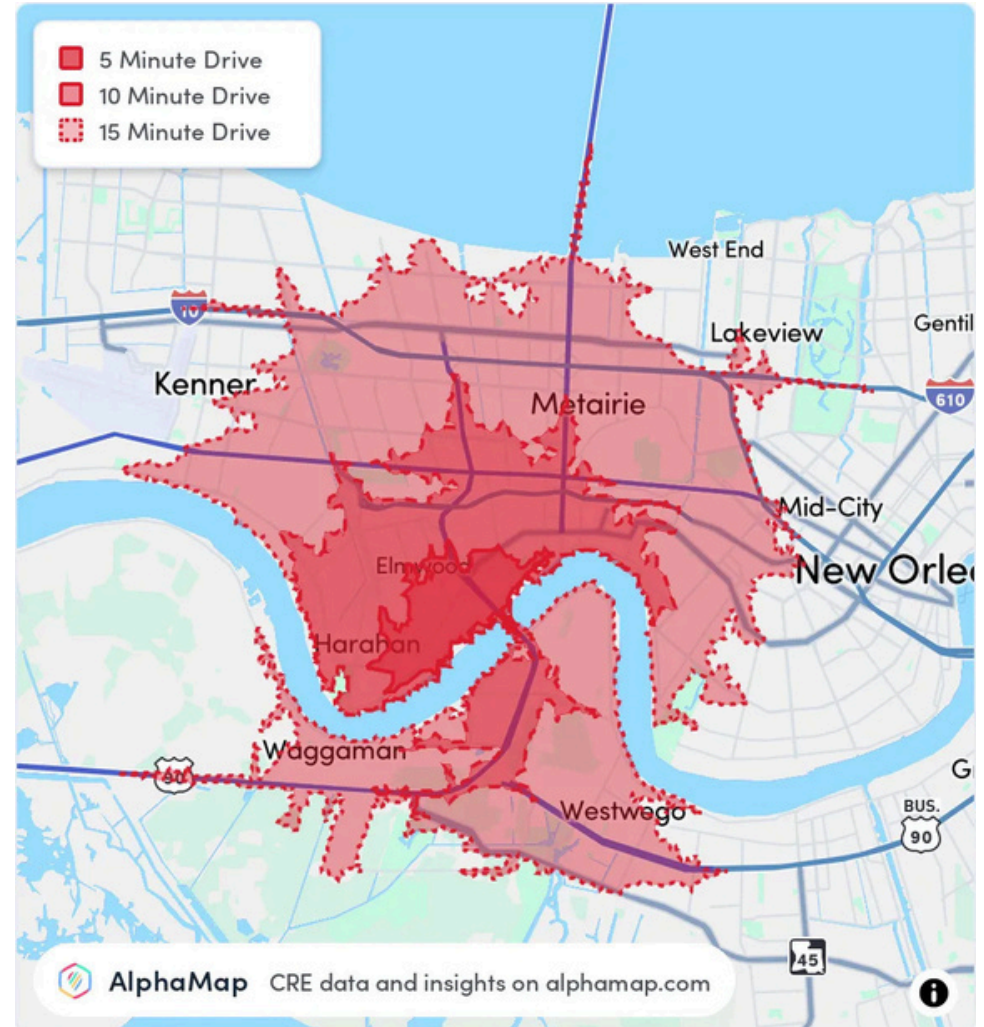 5 Minute Drive
10 Minute Drive
15 Minute Drive
West End
10
Lakeview
Gentil
Kenner
610
Metairie
Mid-City
New Orle
Elmwood
Harahan
Waggaman
90
G
Westwego
BUS.
90
45
AlphaMap CRE data and insights on alphamap.com
i